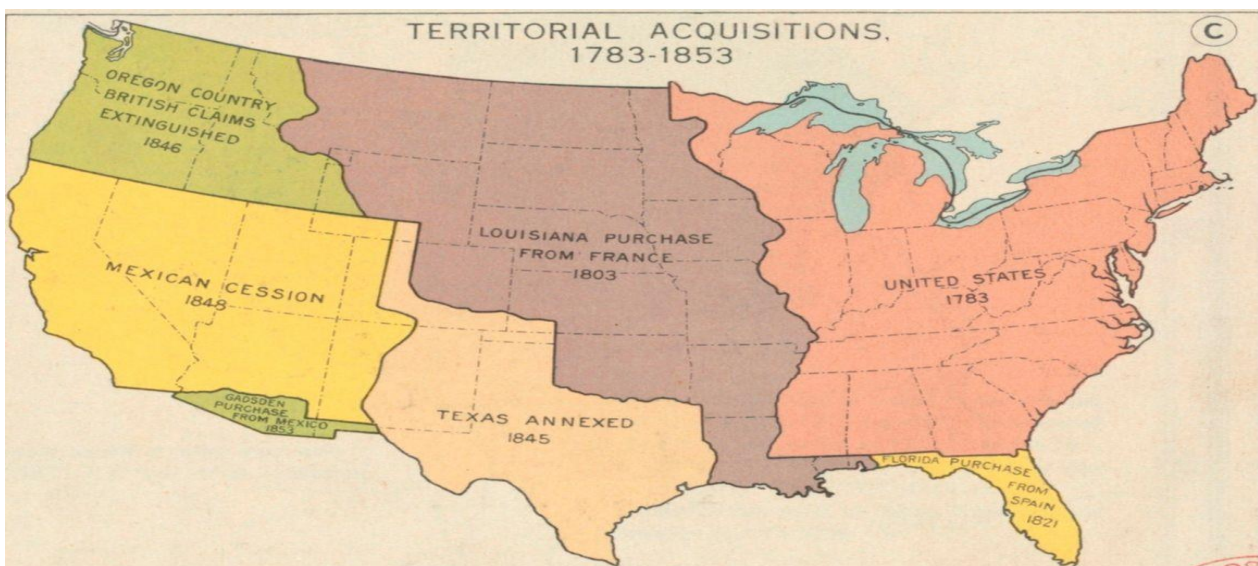 TERRITORIAL ACQUISITIONS,
1783-1853
C
OREGON COUNTRY
BRITISH CLAIMS
EXTINGUISHED
1846
MEXICAN CESSION
1848
GADSDEN
PURCHASE
FROM MEXICO
1853
LOUISIANA PURCHASE
FROM FRANCE
1803
TEXAS ANNEXED
1845
UNITED STATES
1783
FLORIDA PURCHASE
FROM
SPAIN
1821